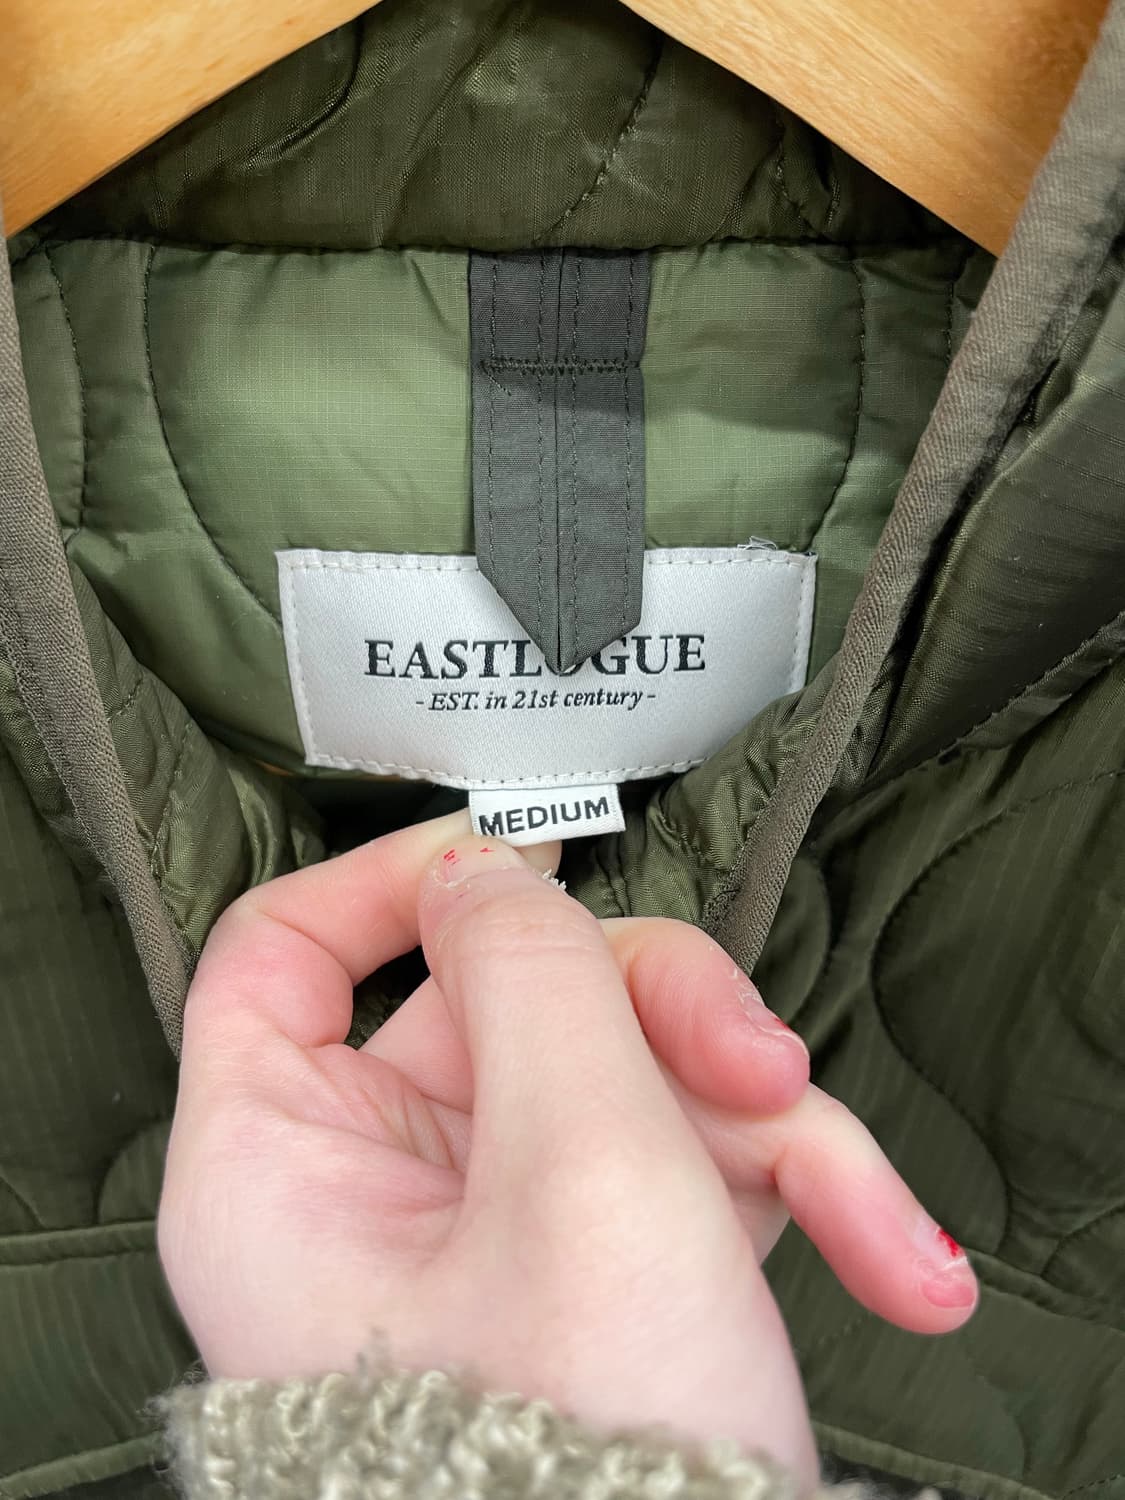 EASTLOGUE
- EST. in 21st century -
MEDIUM